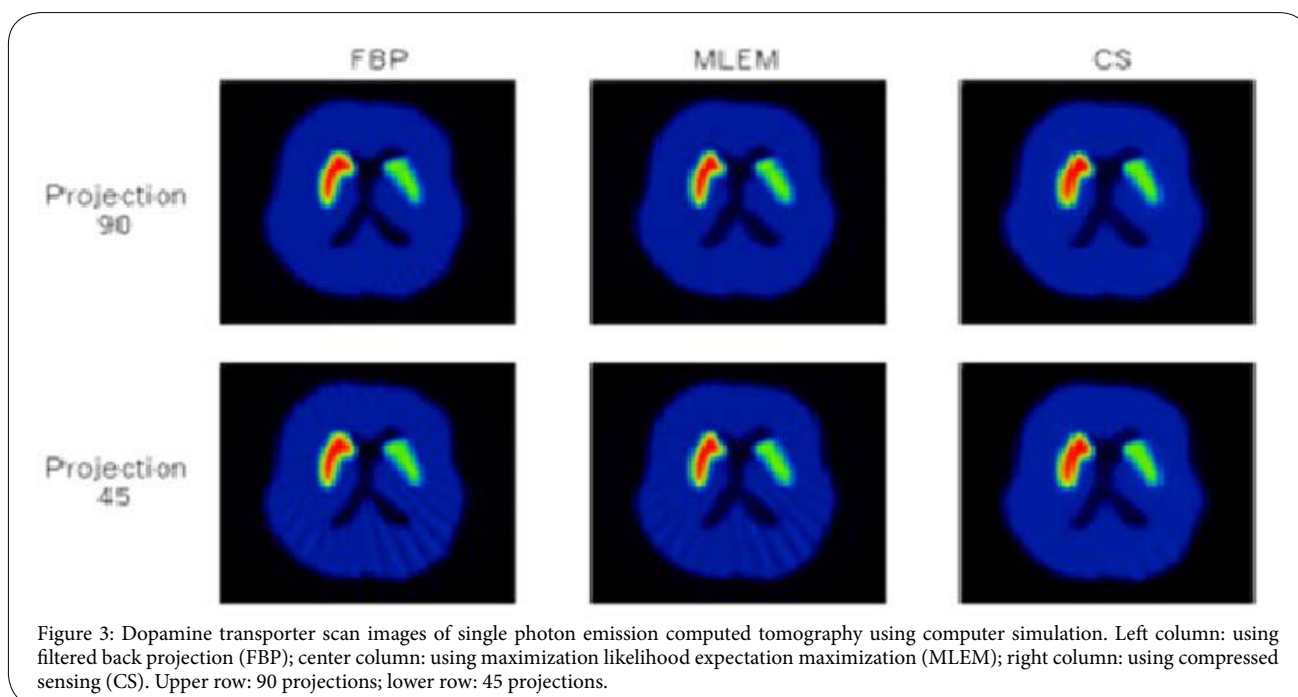 FBP MLEM CS
Projection
90
Projection
45
Figure 3: Dopamine transporter scan images of single photon emission computed tomography using computer simulation. Left column: using
filtered back projection (FBP); center column: using maximization likelihood expectation maximization (MLEM); right column: using compressed
sensing (CS). Upper row: 90 projections; lower row: 45 projections.